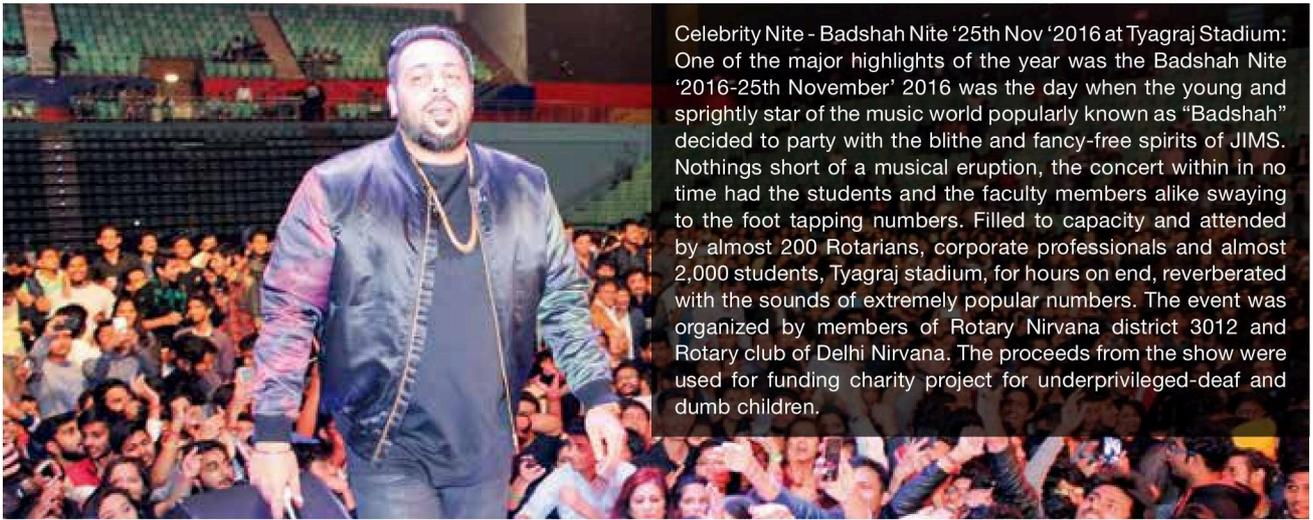 Celebrity Nite - Badshah Nite ‘25th Nov ‘2016 at Tyagraj Stadium:
One of the major highlights of the year was the Badshah Nite
‘2016-25th November’ 2016 was the day when the young and
sprightly star of the music world popularly known as “Badshah”
decided to party with the blithe and fancy-free spirits of JIMS.
Nothings short of a musical eruption, the concert within in no
time had the students and the faculty members alike swaying
to the foot tapping numbers. Filled to capacity and attended
by almost 200 Rotarians, corporate professionals and almost
2,000 students, Tyagraj stadium, for hours on end, reverberated
with the sounds of extremely popular numbers. The event was
organized by members of Rotary Nirvana district 3012 and
Rotary club of Delhi Nirvana. The proceeds from the show were
used for funding charity project for underprivileged-deaf and
dumb children.